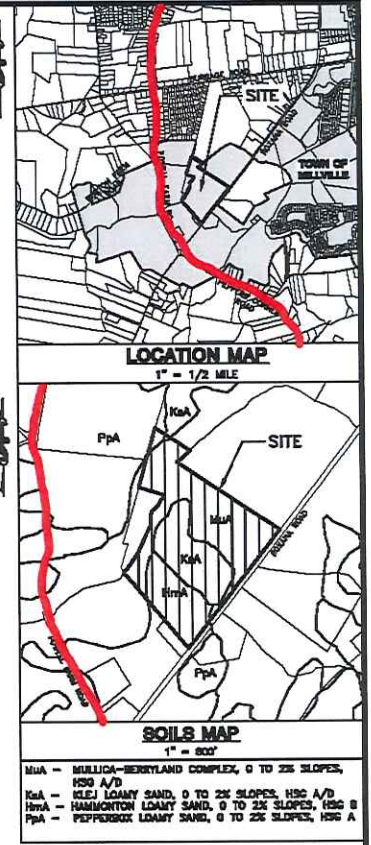 SITE
TOWN OF
MILLVILLE
LOCATION MAP
1" = 1/2 MILE
KsA
PpA
SITE
MuA
KsA
HmA
PpA
SOILS MAP
1" = 800'
MuA - MULLICA-BERRYLAND COMPLEX, 0 TO 2% SLOPES,
HSG A/D
KsA - KLEJ LOAMY SAND, 0 TO 2% SLOPES, HSG A/D
HmA - HAMMONTON LOAMY SAND, 0 TO 2% SLOPES, HSG B
PpA - PEPPERBOX LOAMY SAND, 0 TO 2% SLOPES, HSG A